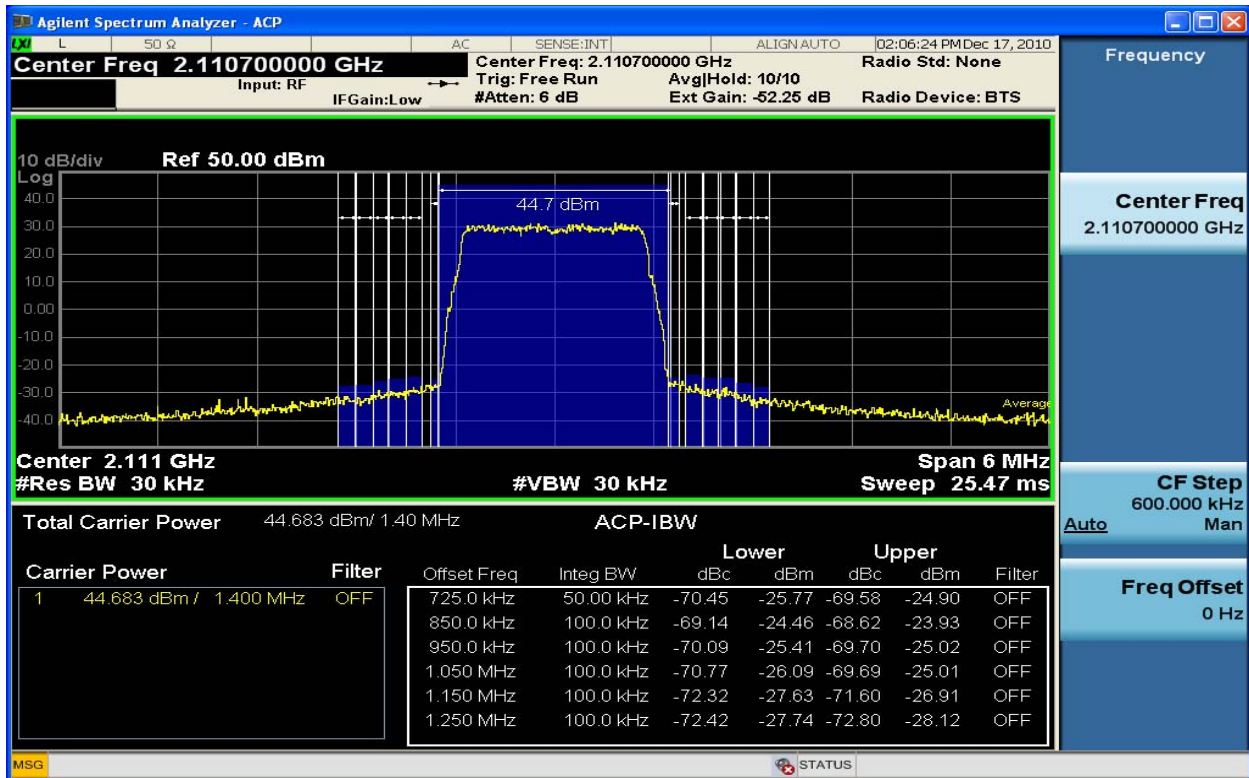 Agilent Spectrum Analyzer - ACP
LXI L 50 Ω AC SENSE:INT ALIGN AUTO 02:06:24 PM Dec 17, 2010
Center Freq 2.110700000 GHz
Input: RF
IFGain:Low
Center Freq: 2.110700000 GHz
Trig: Free Run
#Atten: 6 dB
Avg|Hold: 10/10
Ext Gain: -52.25 dB
Radio Std: None
Radio Device: BTS
10 dB/div Ref 50.00 dBm
Log
40.0
30.0
20.0
10.0
0.00
-10.0
-20.0
-30.0
-40.0
44.7 dBm
Average
Center 2.111 GHz Span 6 MHz
#Res BW 30 kHz #VBW 30 kHz Sweep 25.47 ms
Total Carrier Power 44.683 dBm/ 1.40 MHz ACP-IBW
Carrier Power Filter
1 44.683 dBm / 1.400 MHz OFF
Lower Upper
Offset Freq Integ BW dBc dBm dBc dBm Filter
725.0 kHz 50.00 kHz -70.45 -25.77 -69.58 -24.90 OFF
850.0 kHz 100.0 kHz -69.14 -24.46 -68.62 -23.93 OFF
950.0 kHz 100.0 kHz -70.09 -25.41 -69.70 -25.02 OFF
1.050 MHz 100.0 kHz -70.77 -26.09 -69.69 -25.01 OFF
1.150 MHz 100.0 kHz -72.32 -27.63 -71.60 -26.91 OFF
1.250 MHz 100.0 kHz -72.42 -27.74 -72.80 -28.12 OFF
Frequency
Center Freq
2.110700000 GHz
CF Step
600.000 kHz
Auto Man
Freq Offset
0 Hz
MSG STATUS